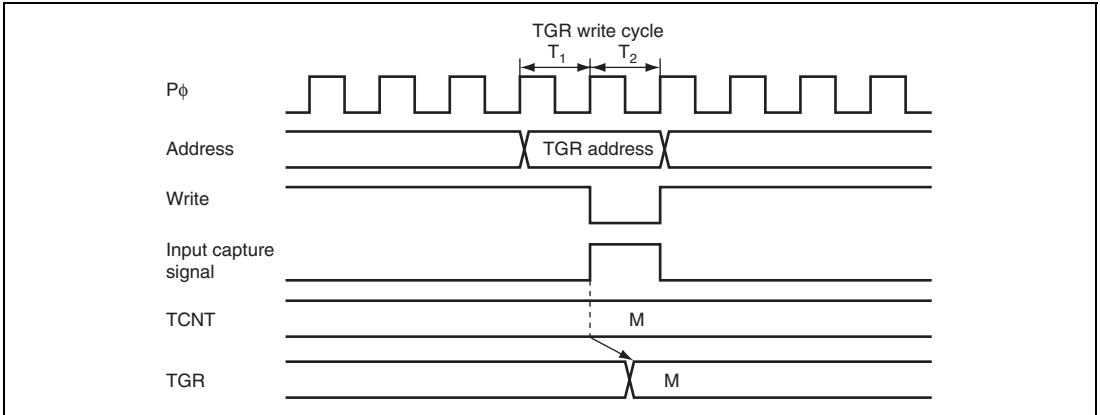 TGR write cycle
T1 T2
Pφ
Address
TGR address
Write
Input capture
signal
TCNT
M
TGR
M